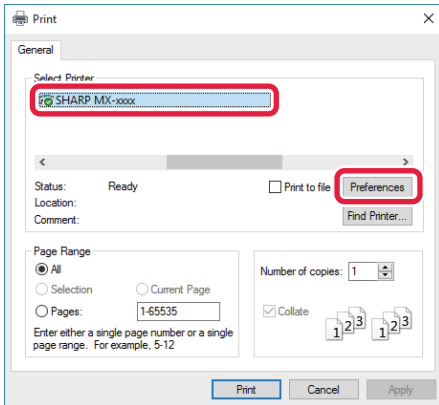 Print
General
Select Printer
SHARP MX-xxxx
Status: Ready
Print to file
Preferences
Location:
Comment:
Find Printer...
Page Range
All
Selection
Current Page
Pages:
1-65535
Enter either a single page number or a single
page range. For example, 5-12
Number of copies:
1
Collate
1 2 3
1 2 3
Print
Cancel
Apply